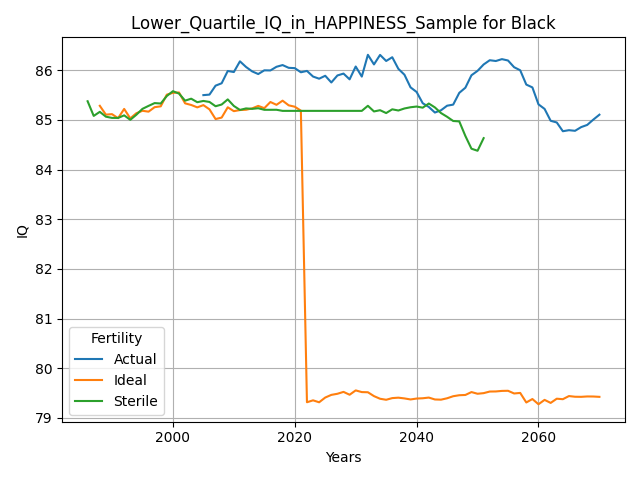 Lower_Quartile_IQ_in_HAPPINESS_Sample for Black
IQ
86
85
84
83
82
81
80
79
Fertility
Actual
Ideal
Sterile
2000
2020
2040
2060
Years